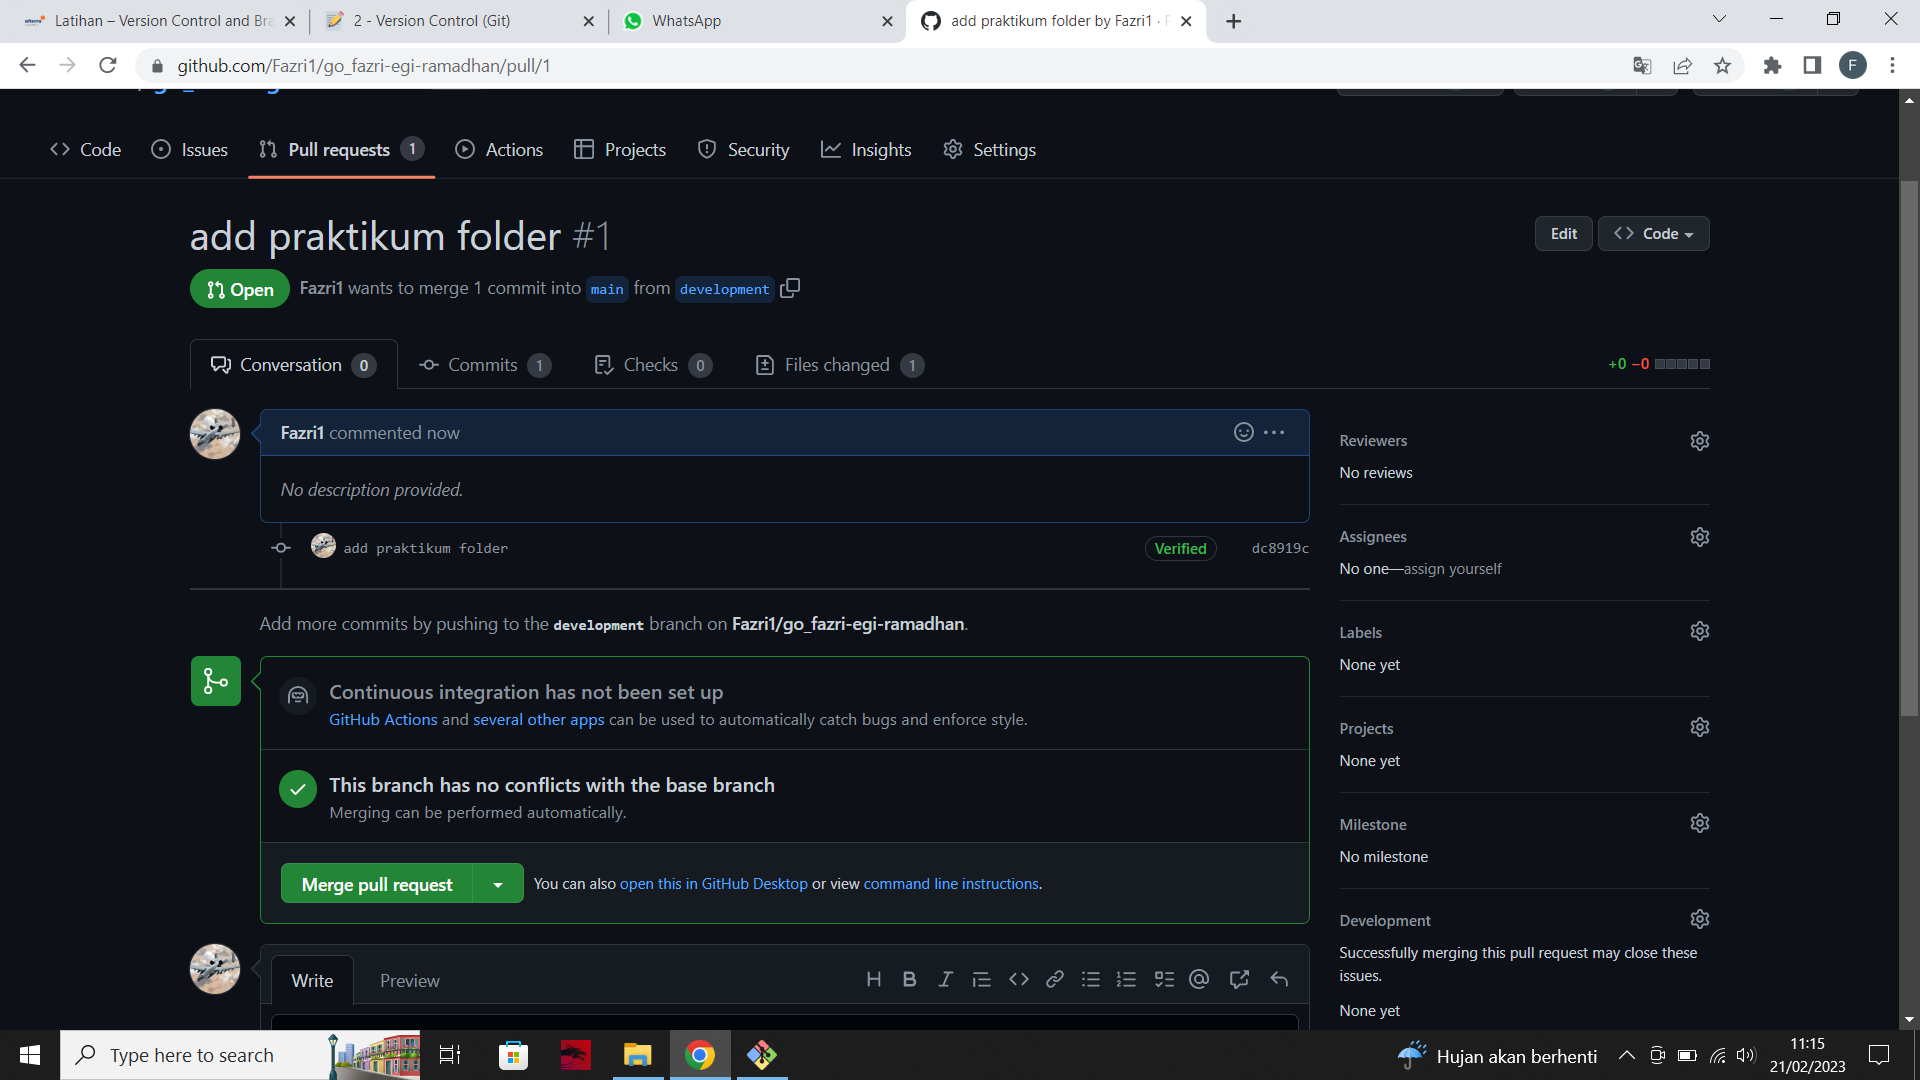 Latihan – Version Control and Bra
2 - Version Control (Git)
WhatsApp
add praktikum folder by Fazri1 ·
github.com/Fazri1/go_fazri-egi-ramadhan/pull/1
F
Code
Issues
Pull requests 1
Actions
Projects
Security
Insights
Settings
add praktikum folder #1
Edit
Code
Open
Fazri1 wants to merge 1 commit into main from development
Conversation 0
Commits 1
Checks 0
Files changed 1
+0 −0
Fazri1 commented now
No description provided.
add praktikum folder
Verified
dc8919c
Add more commits by pushing to the development branch on Fazri1/go_fazri-egi-ramadhan.
Continuous integration has not been set up
GitHub Actions and several other apps can be used to automatically catch bugs and enforce style.
This branch has no conflicts with the base branch
Merging can be performed automatically.
Merge pull request
You can also open this in GitHub Desktop or view command line instructions.
Write
Preview
Reviewers
No reviews
Assignees
No one—assign yourself
Labels
None yet
Projects
None yet
Milestone
No milestone
Development
Successfully merging this pull request may close these
issues.
None yet
Type here to search
Hujan akan berhenti
11:15
21/02/2023